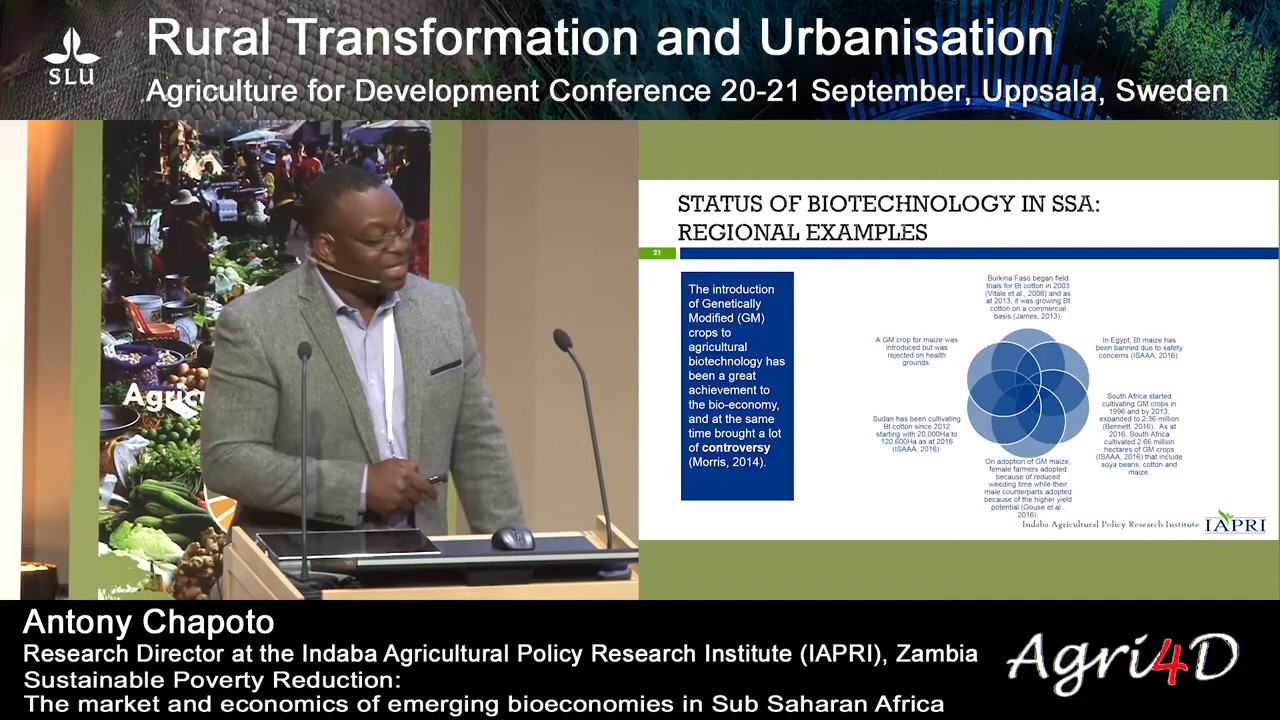 SLU
Rural Transformation and Urbanisation
Agriculture for Development Conference 20-21 September, Uppsala, Sweden
Agric
STATUS OF BIOTECHNOLOGY IN SSA:
REGIONAL EXAMPLES
21
The introduction
of Genetically
Modified (GM)
crops to
agricultural
biotechnology has
been a great
achievement to
the bio-economy,
and at the same
time brought a lot
of controversy
(Morris, 2014).
Burkina Faso began field
trials for Bt cotton in 2003
(Vitale et al., 2008) and as
at 2013, it was growing Bt
cotton on a commercial
basis (James, 2013).
In Egypt, Bt maize has
been banned due to safety
concerns (ISAAA, 2016).
South Africa started
cultivating GM crops in
1996 and by 2013,
expanded to 2.36 million
(Bennett, 2016). As at
2016, South Africa
cultivated 2.66 million
hectares of GM crops
(ISAAA, 2016) that include
soya beans, cotton and
maize.
On adoption of GM maize,
female farmers adopted
because of reduced
weeding time while their
male counterparts adopted
because of the higher yield
potential (Gouse et al.,
2016).
Sudan has been cultivating
Bt cotton since 2012
starting with 20,000Ha to
120,600Ha as at 2016
(ISAAA, 2016).
A GM crop for maize was
introduced but was
rejected on health
grounds.
Indaba Agricultural Policy Research Institute IAPRI
Antony Chapoto
Research Director at the Indaba Agricultural Policy Research Institute (IAPRI), Zambia
Sustainable Poverty Reduction:
The market and economics of emerging bioeconomies in Sub Saharan Africa
Agri4D